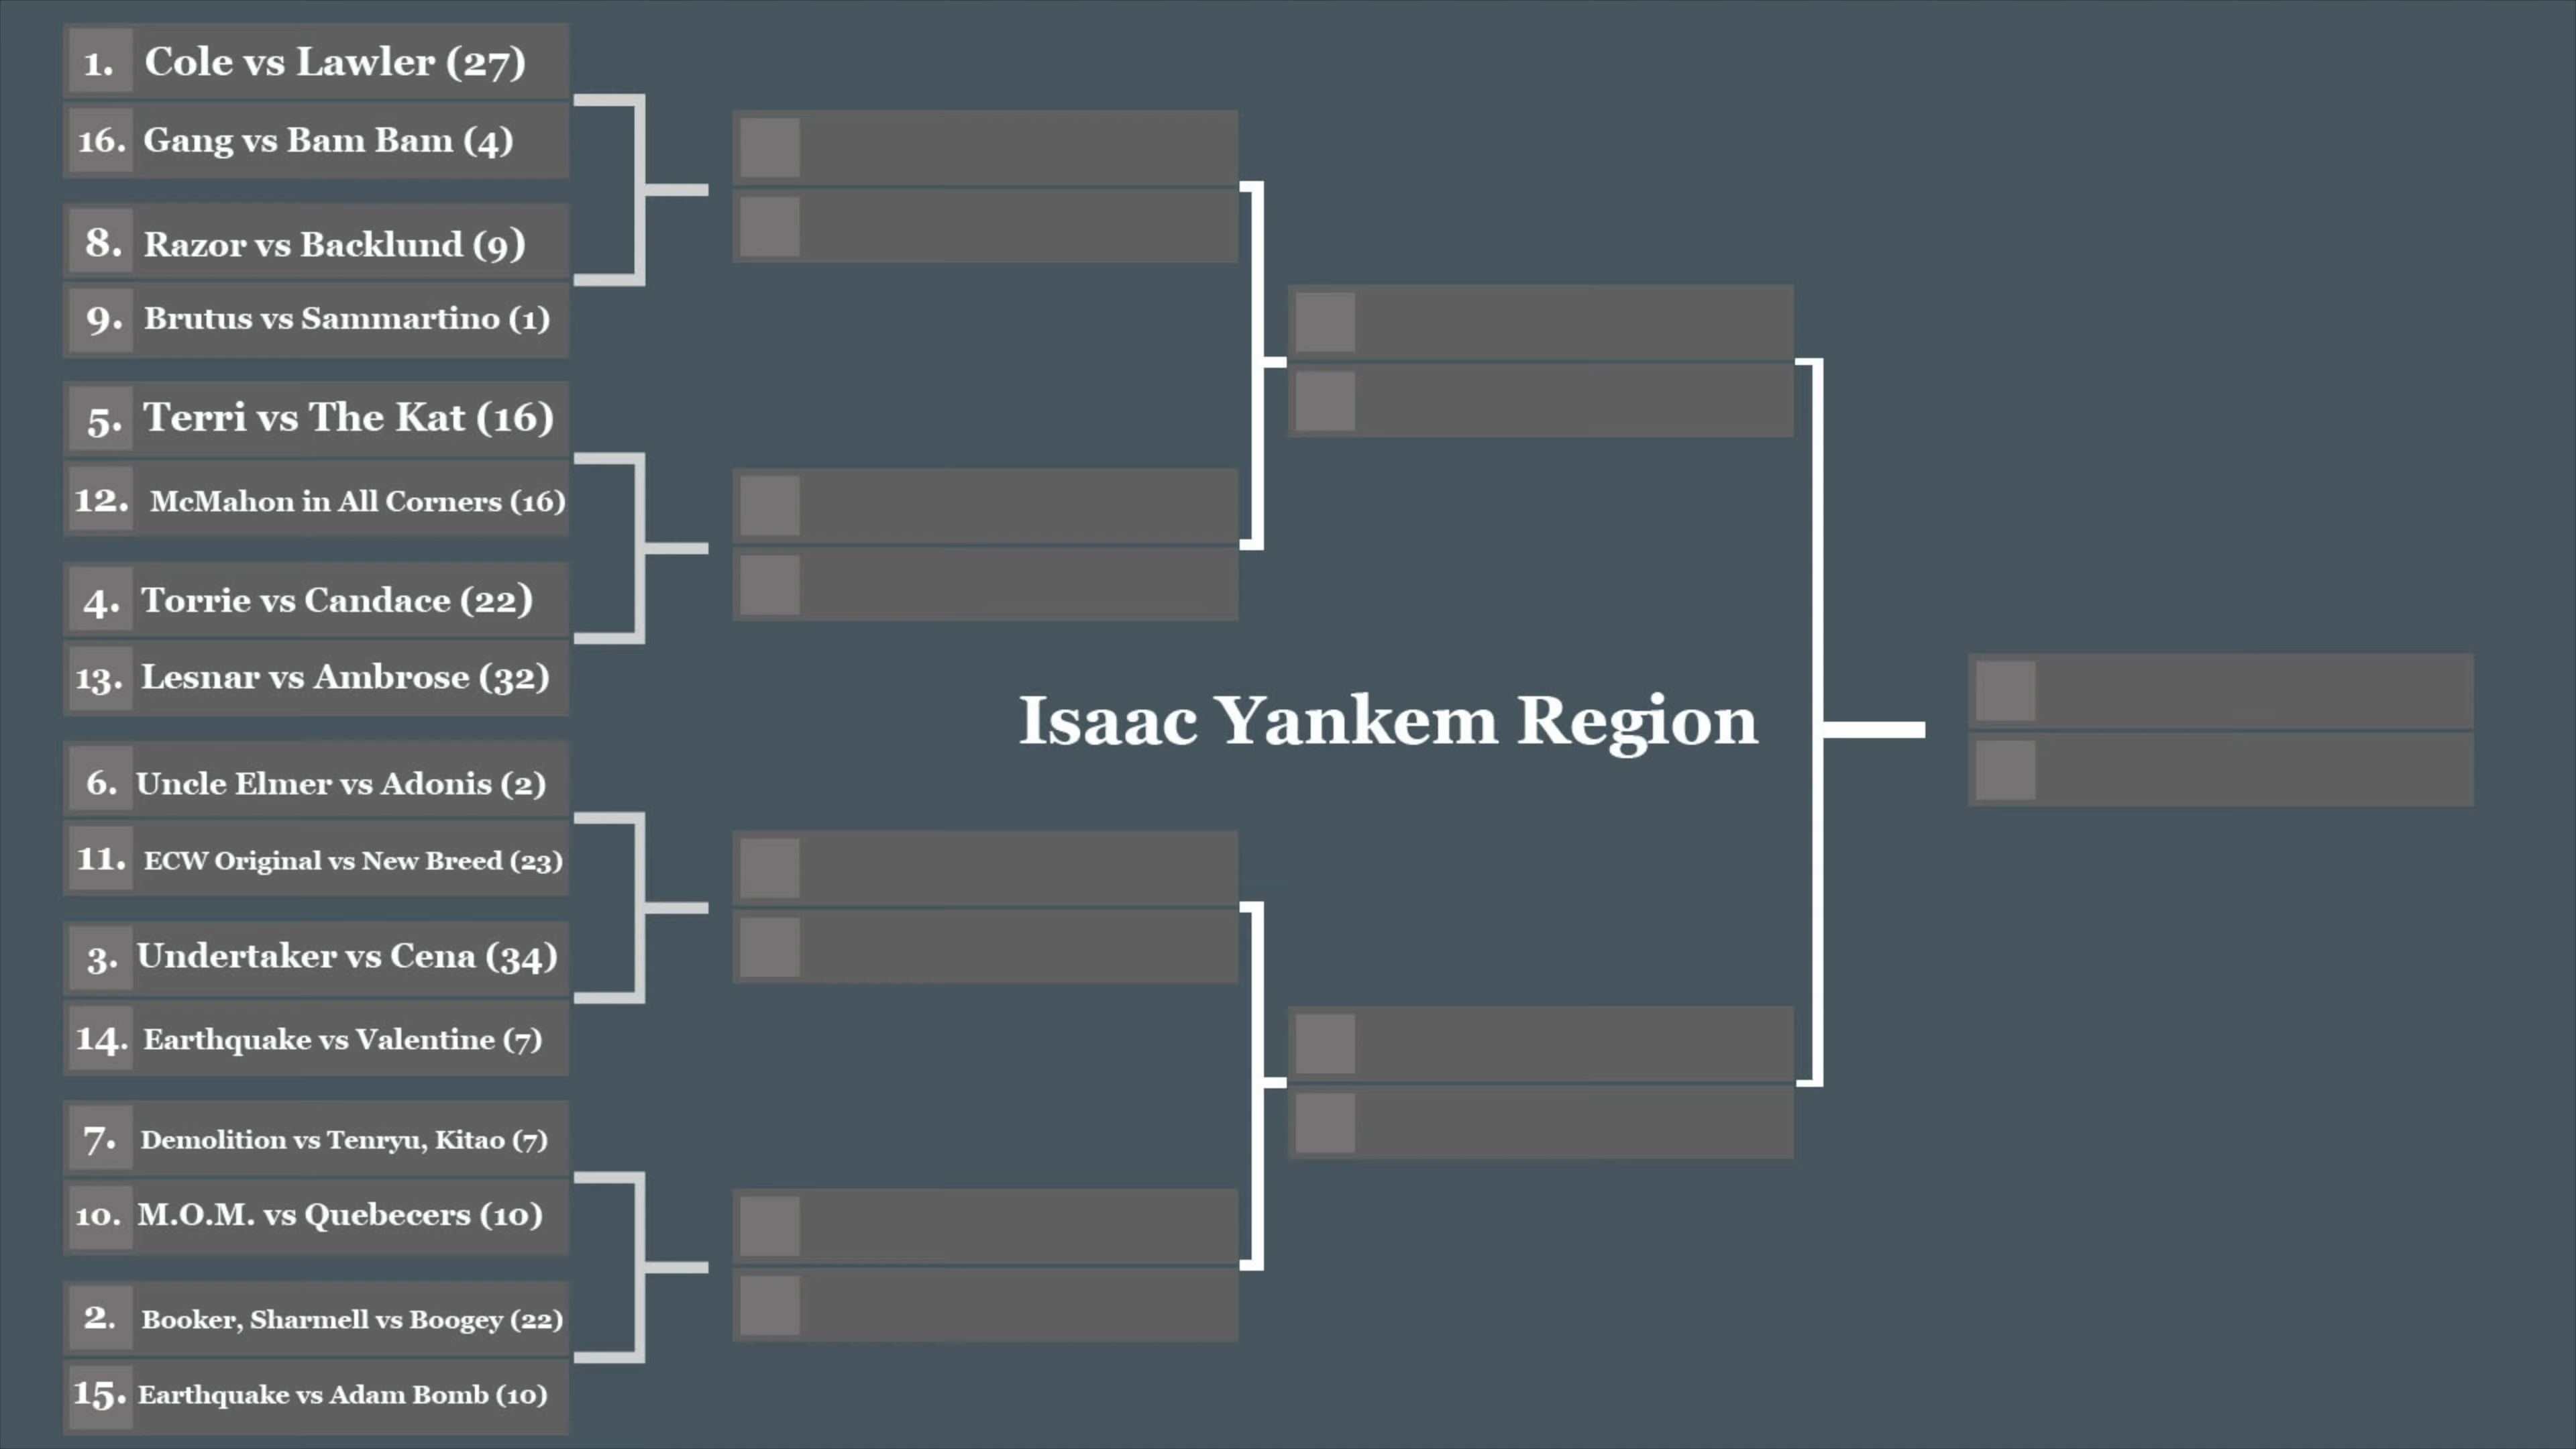 1. Cole vs Lawler (27)
16. Gang vs Bam Bam (4)
8. Razor vs Backlund (9)
9. Brutus vs Sammartino (1)
5. Terri vs The Kat (16)
12. McMahon in All Corners (16)
4. Torrie vs Candace (22)
13. Lesnar vs Ambrose (32)
Isaac Yankem Region
6. Uncle Elmer vs Adonis (2)
11. ECW Original vs New Breed (23)
3. Undertaker vs Cena (34)
14. Earthquake vs Valentine (7)
7. Demolition vs Tenryu, Kitao (7)
10. M.O.M. vs Quebecers (10)
2. Booker, Sharmell vs Boogey (22)
15. Earthquake vs Adam Bomb (10)